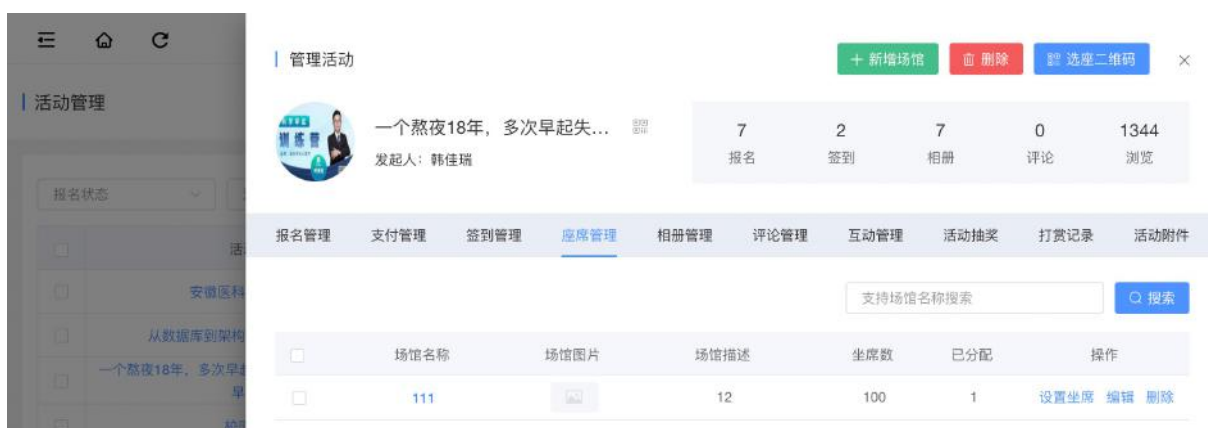 管理活动
+ 新增场馆
删除
选座二维码
活动管理
一个熬夜18年，多次早起失...
发起人：韩佳瑞
训练营
7
2
7
0
1344
报名
签到
相册
评论
浏览
报名状态
报名管理
支付管理
签到管理
座席管理
相册管理
评论管理
互动管理
活动抽奖
打赏记录
活动附件
支持场馆名称搜索
搜索
安徽医科
从数据库到架构
一个熬夜18年，多次早起
早
场馆名称
场馆图片
场馆描述
坐席数
已分配
操作
111
12
100
1
设置坐席
编辑
删除